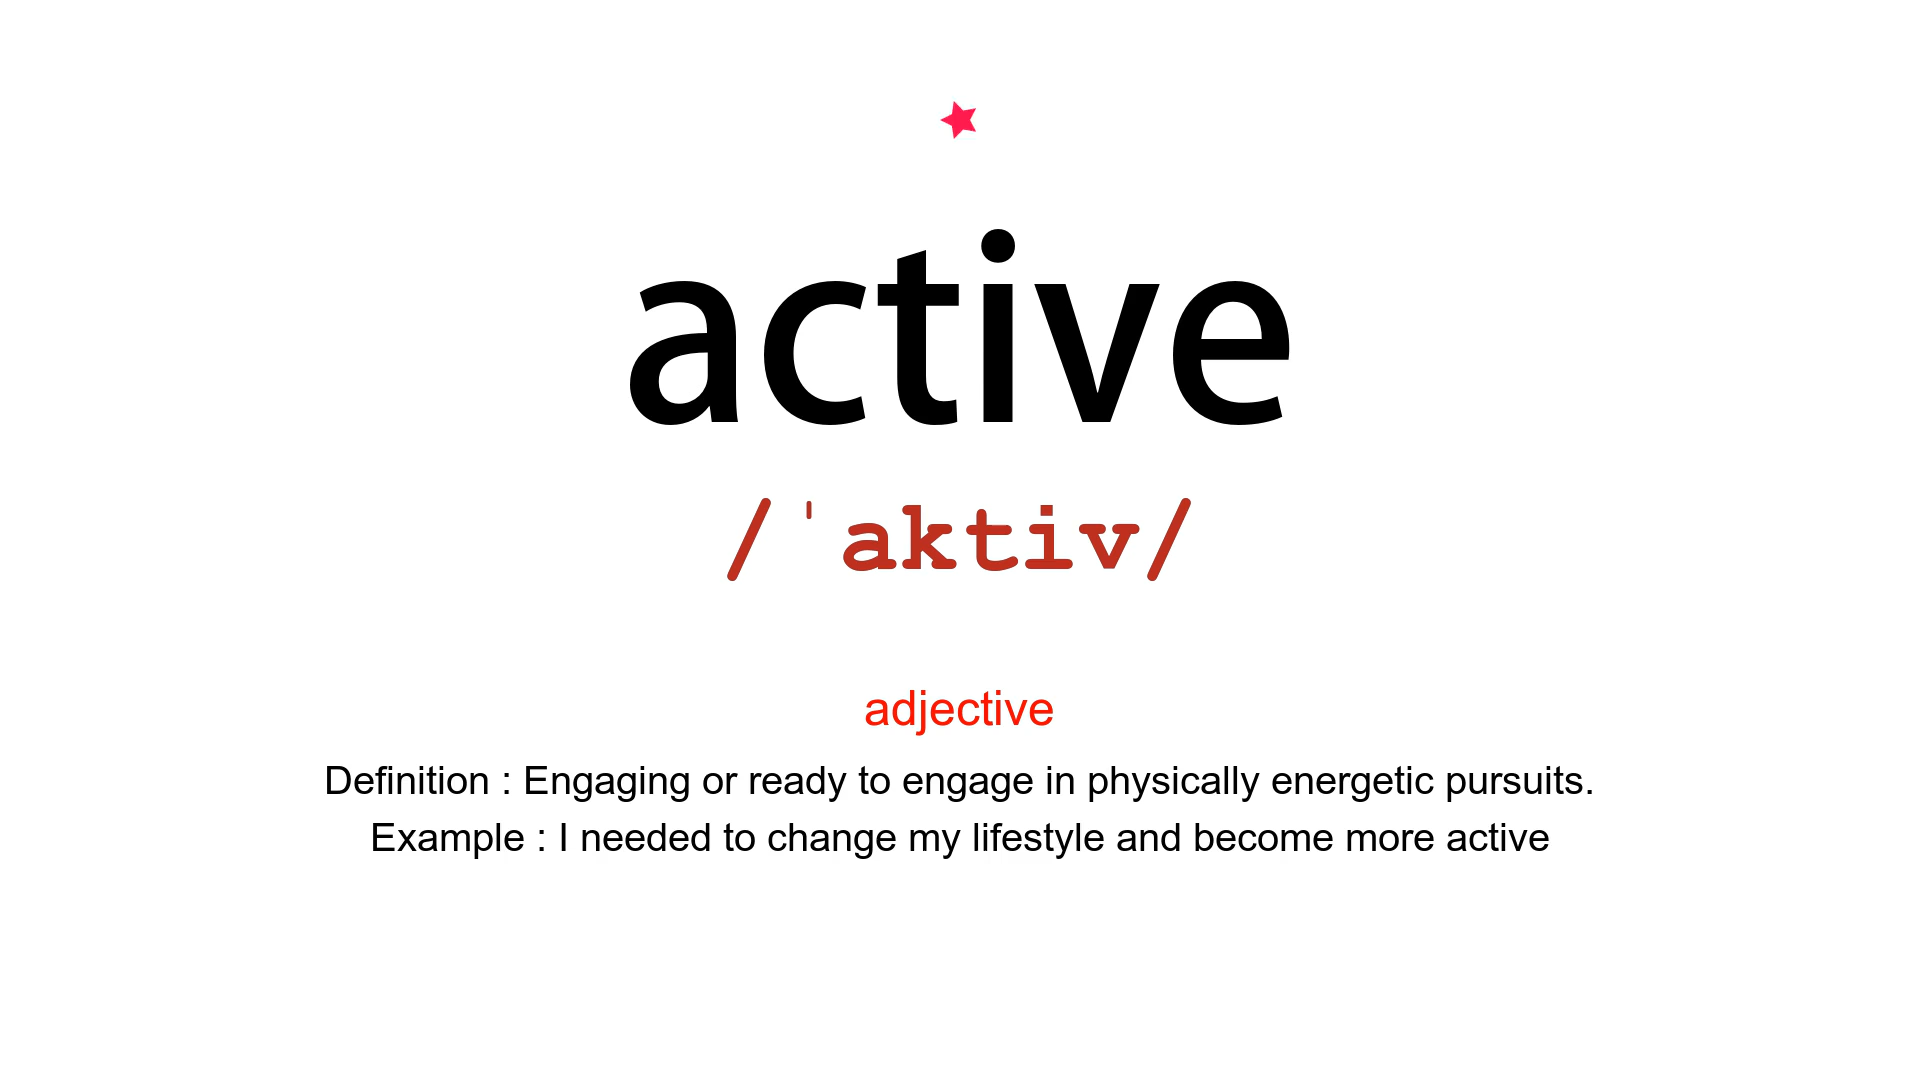 active
/ˈaktiv/
adjective
Definition : Engaging or ready to engage in physically energetic pursuits.
Example : I needed to change my lifestyle and become more active